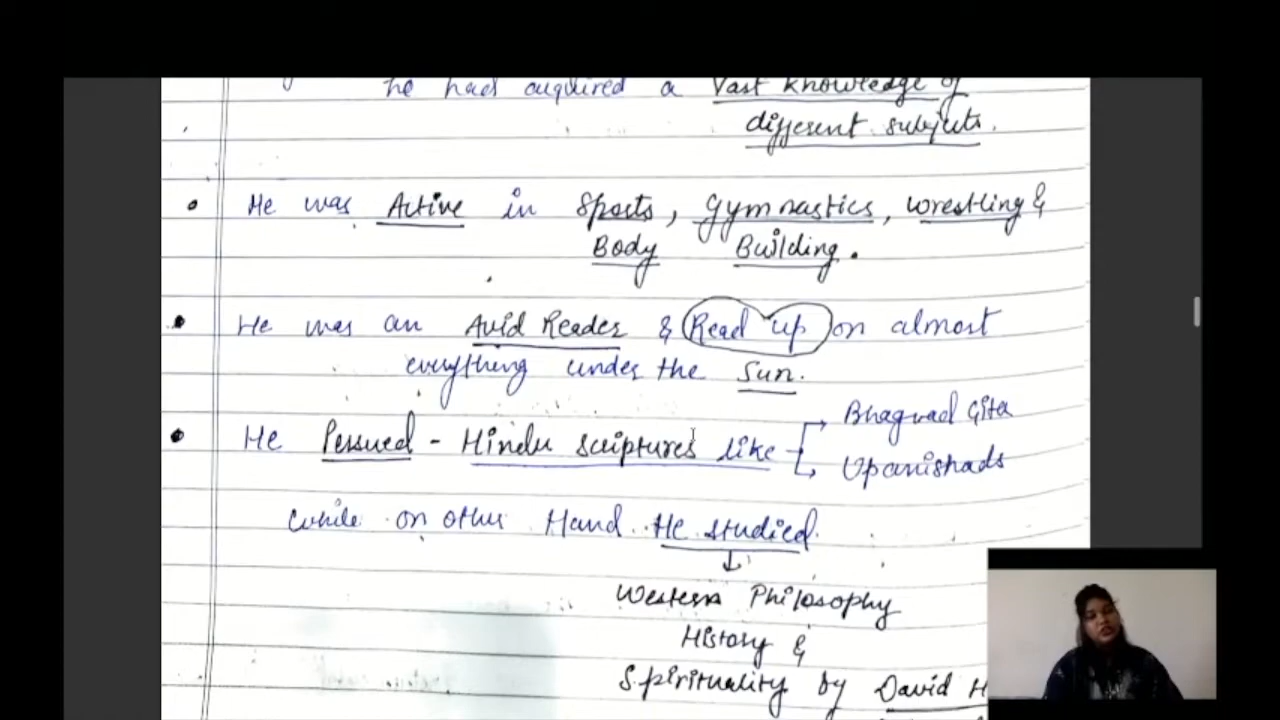 he had acquired a Vast knowledge of
different subjects.
• He was Active in Sports, Gymnastics, Wrestling &
Body Building.
• He was an Avid Reader & Read up on almost
everything under the Sun.
• He Persued - Hindu scriptures like → Bhagvad Gita
→ Upanishads
while on other Hand He studied
↓
Western Philosophy
History &
Spirituality by David H